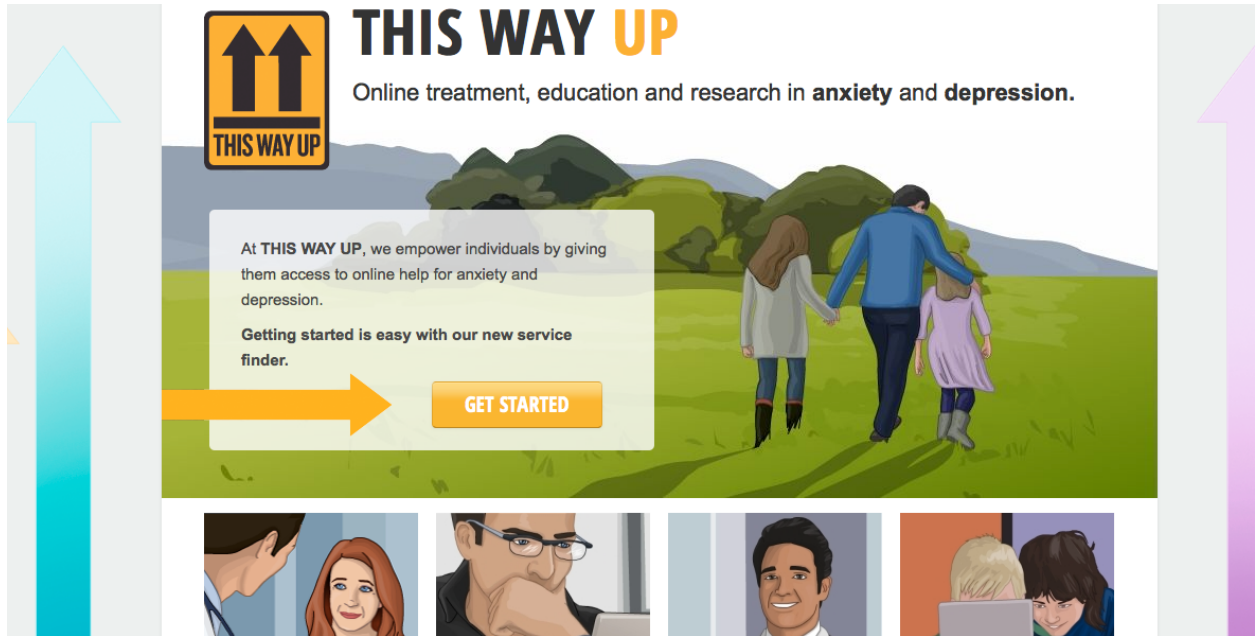 THIS WAY UP
THIS WAY UP
Online treatment, education and research in anxiety and depression.
At THIS WAY UP, we empower individuals by giving
them access to online help for anxiety and
depression.
Getting started is easy with our new service
finder.
GET STARTED